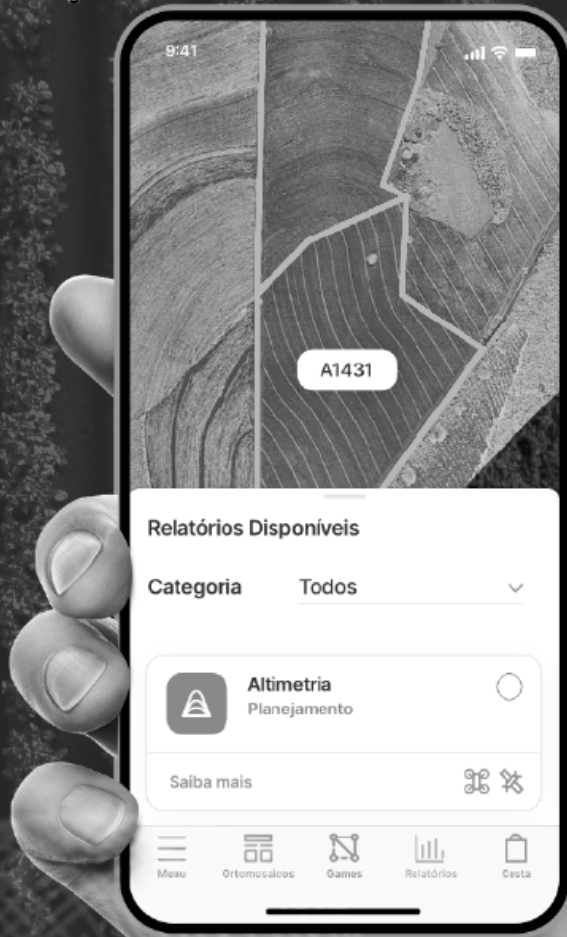 9:41
A1431
Relatórios Disponíveis
Categoria Todos
Altimetria
Planejamento
Saiba mais
Menu Ortomosaicos Games Relatórios Cesta